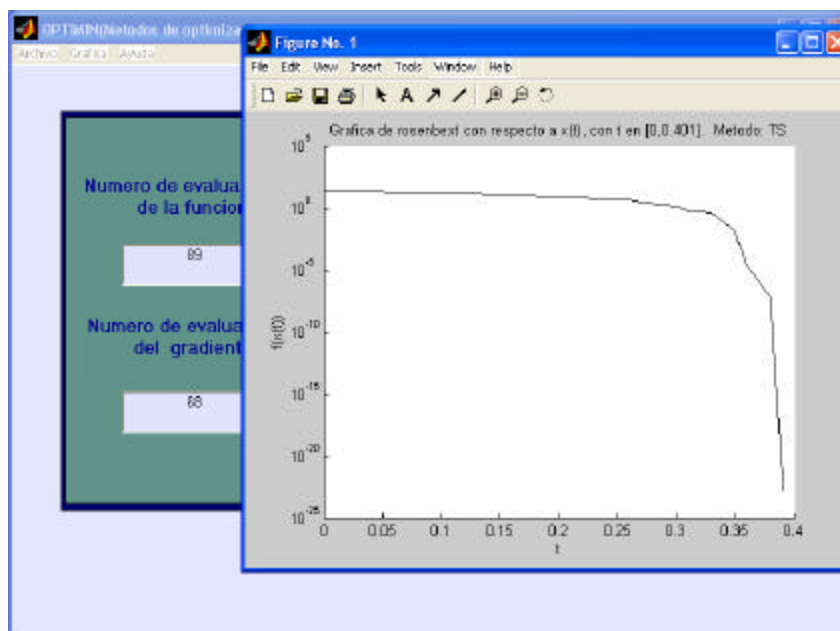 OPTIMIN(Metodos de optimiza
Archivo Grafica Ayuda
Numero de evalua
de la funcion
89
Numero de evalua
del gradient
68
Figure No. 1
File Edit View Insert Tools Window Help
Grafica de rosenbext con respecto a x(t), con t en [0,0.401]. Metodo: TS
f(x(t))
10^5
10^0
10^-5
10^-10
10^-15
10^-20
10^-25
0 0.05 0.1 0.15 0.2 0.25 0.3 0.35 0.4
t